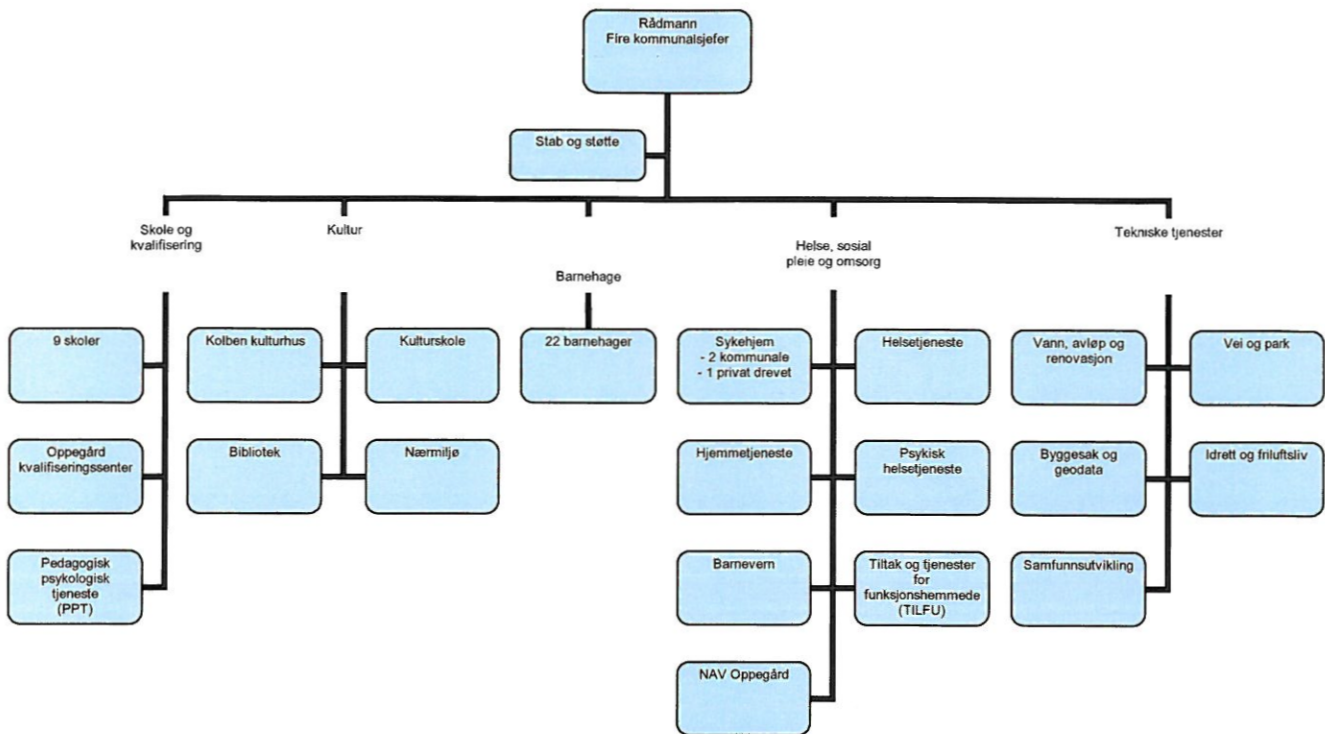 Rådmann
Fire kommunalsjefer
Stab og støtte
Skole og
kvalifisering
Kultur
Barnehage
Helse, sosial
pleie og omsorg
Tekniske tjenester
9 skoler
Kolben kulturhus
Kulturskole
22 barnehager
Sykehjem
- 2 kommunale
- 1 privat drevet
Helsetjeneste
Vann, avløp og
renovasjon
Vei og park
Oppegård
kvalifiseringssenter
Bibliotek
Nærmiljø
Hjemmetjeneste
Psykisk
helsetjeneste
Byggesak og
geodata
Idrett og friluftsliv
Pedagogisk
psykologisk
tjeneste
(PPT)
Barnevern
Tiltak og tjenester
for
funksjonshemmede
(TILFU)
Samfunnsutvikling
NAV Oppegård